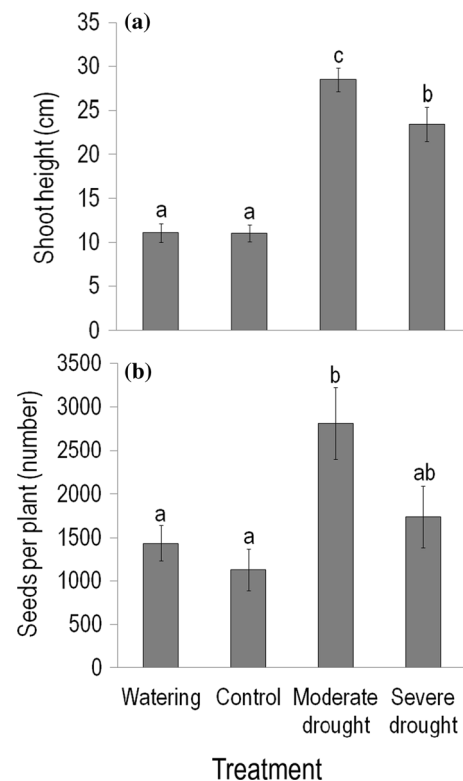 (a)
Shoot height (cm)
35
30
25
20
15
10
5
0
a
a
c
b
(b)
Seeds per plant (number)
3500
3000
2500
2000
1500
1000
500
0
a
a
b
ab
Watering Control Moderate drought Severe drought
Treatment